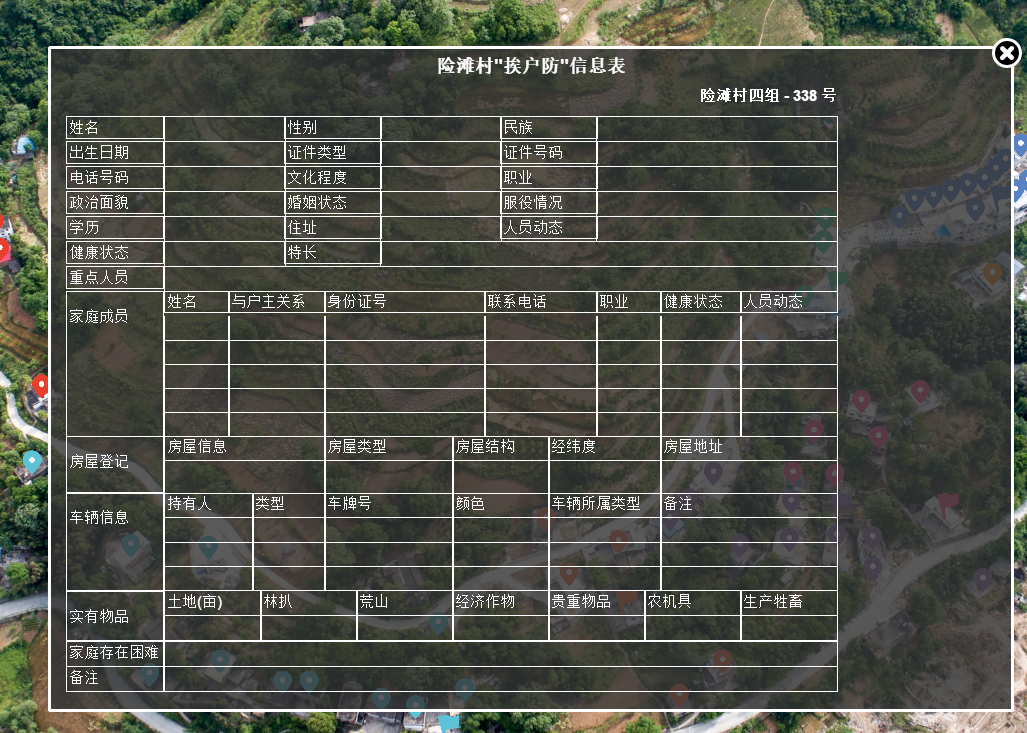 险滩村"挨户防"信息表
险滩村四组 - 338 号
姓名 性别 民族
出生日期 证件类型 证件号码
电话号码 文化程度 职业
政治面貌 婚姻状态 服役情况
学历 住址 人员动态
健康状态 特长
重点人员
家庭成员 姓名 与户主关系 身份证号 联系电话 职业 健康状态 人员动态
房屋登记 房屋信息 房屋类型 房屋结构 经纬度 房屋地址
车辆信息 持有人 类型 车牌号 颜色 车辆所属类型 备注
实有物品 土地(亩) 林扒 荒山 经济作物 贵重物品 农机具 生产牲畜
家庭存在困难
备注